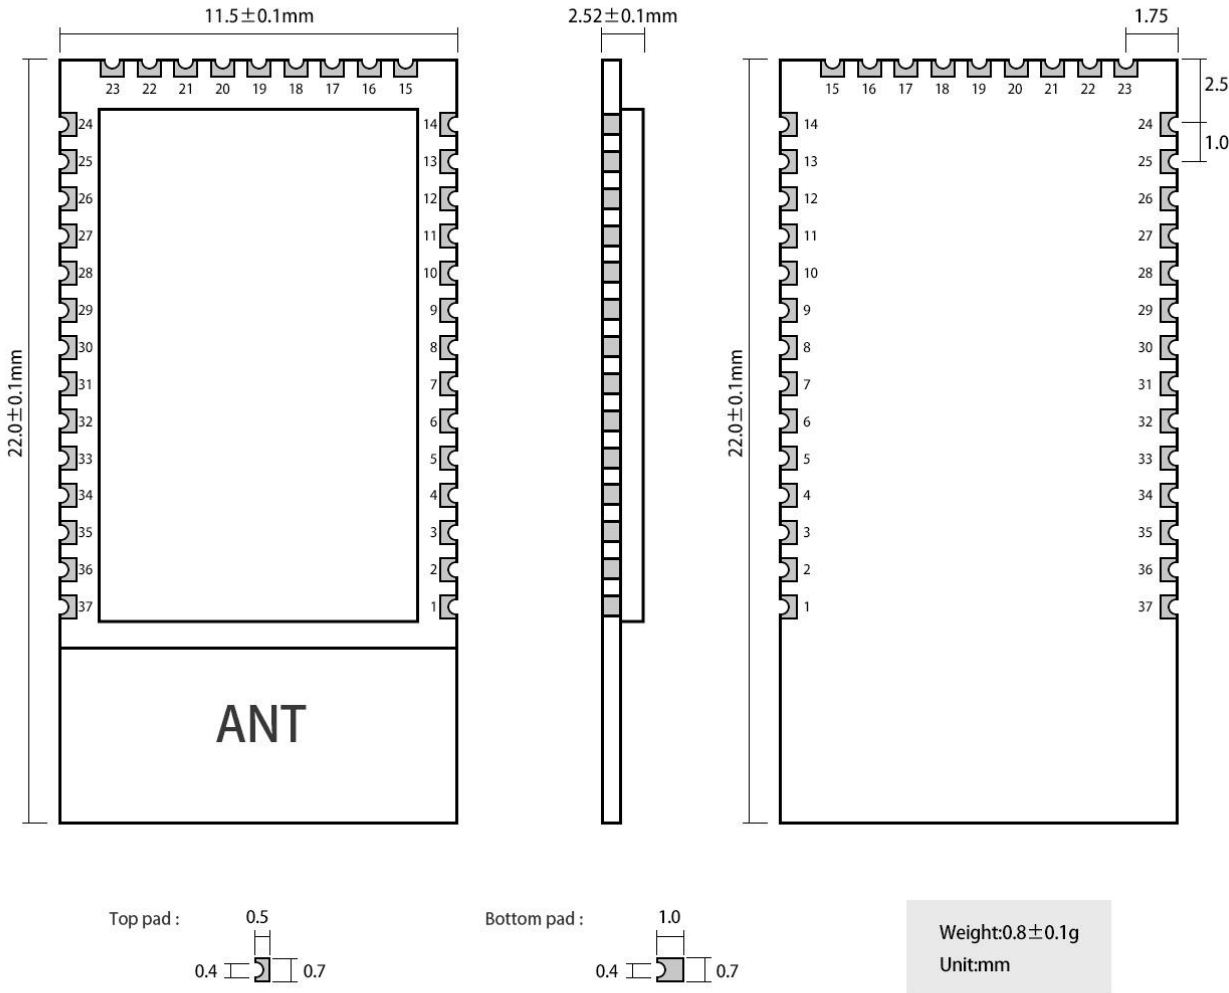 11.5±0.1mm 2.52±0.1mm 1.75
23 22 21 20 19 18 17 16 15
15 16 17 18 19 20 21 22 23
2.5
24 14 14 24
1.0
25 13 13 25
26 12 12 26
27 11 11 27
28 10 10 28
29 9 9 29
30 8 8 30
31 7 7 31
22.0±0.1mm 22.0±0.1mm
32 6 6 32
33 5 5 33
34 4 4 34
35 3 3 35
36 2 2 36
37 1 1 37
ANT
Top pad : 0.5
0.4 0.7
Bottom pad : 1.0
0.4 0.7
Weight:0.8±0.1g
Unit:mm